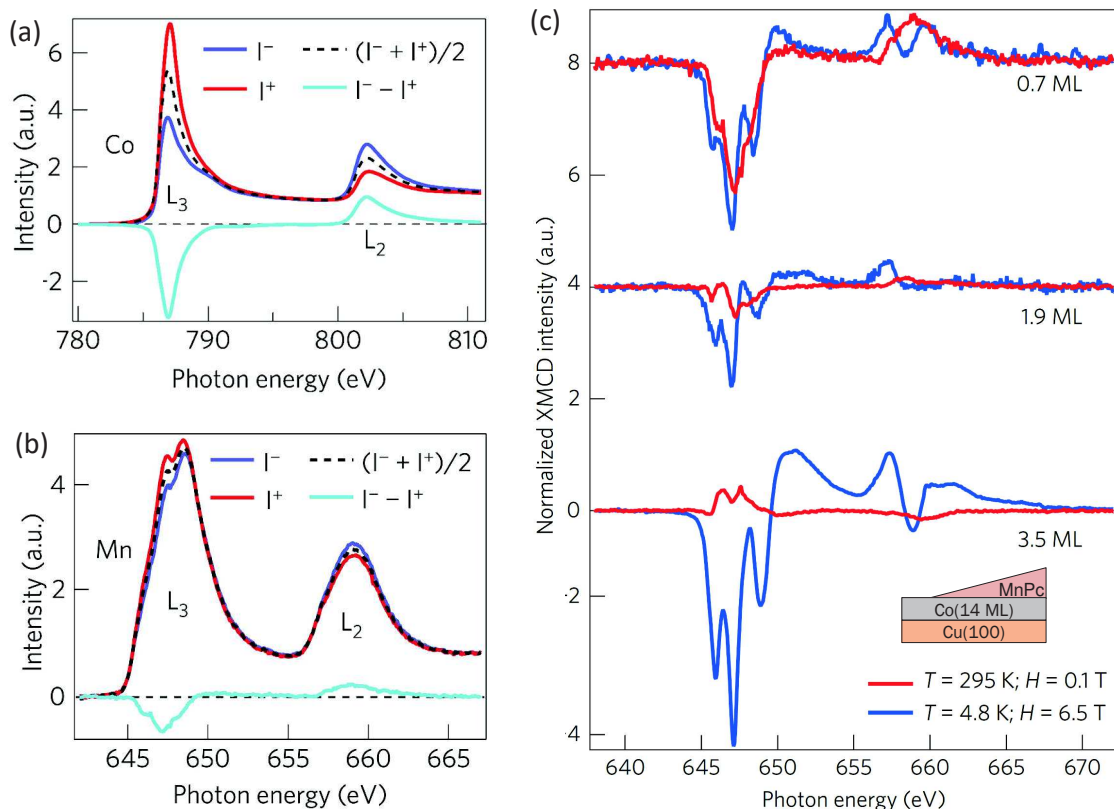 (a)
I⁻ (I⁻ + I⁺)/2
I⁺ I⁻ – I⁺
Co
L₃
L₂
6
4
2
0
-2
Intensity (a.u.)
780 790 800 810
Photon energy (eV)
(b)
I⁻ (I⁻ + I⁺)/2
I⁺ I⁻ – I⁺
Mn
L₃
L₂
4
2
0
Intensity (a.u.)
645 650 655 660 665
Photon energy (eV)
(c)
8
6
4
2
0
-2
-4
Normalized XMCD intensity (a.u.)
0.7 ML
1.9 ML
3.5 ML
MnPc
Co(14 ML)
Cu(100)
T = 295 K; H = 0.1 T
T = 4.8 K; H = 6.5 T
640 645 650 655 660 665 670
Photon energy (eV)